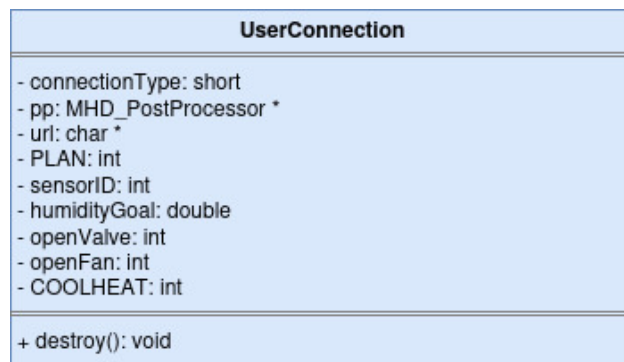 UserConnection
- connectionType: short
- pp: MHD_PostProcessor *
- url: char *
- PLAN: int
- sensorID: int
- humidityGoal: double
- openValve: int
- openFan: int
- COOLHEAT: int
+ destroy(): void